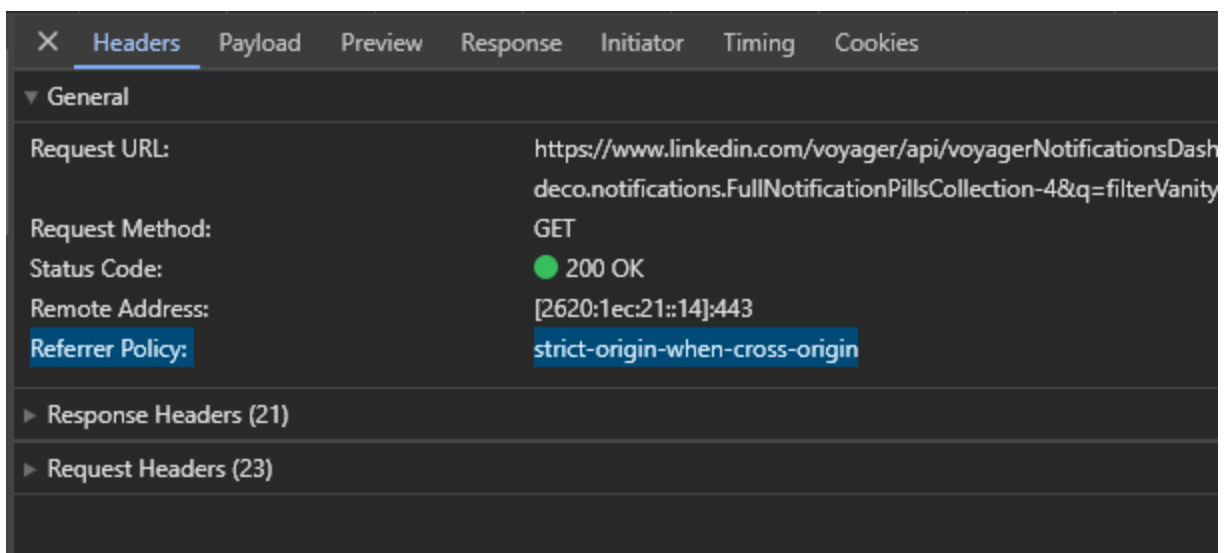 Headers Payload Preview Response Initiator Timing Cookies
General
Request URL: https://www.linkedin.com/voyager/api/voyagerNotificationsDash
deco.notifications.FullNotificationPillsCollection-4&q=filterVanity
Request Method: GET
Status Code: 200 OK
Remote Address: [2620:1ec:21::14]:443
Referrer Policy: strict-origin-when-cross-origin
Response Headers (21)
Request Headers (23)